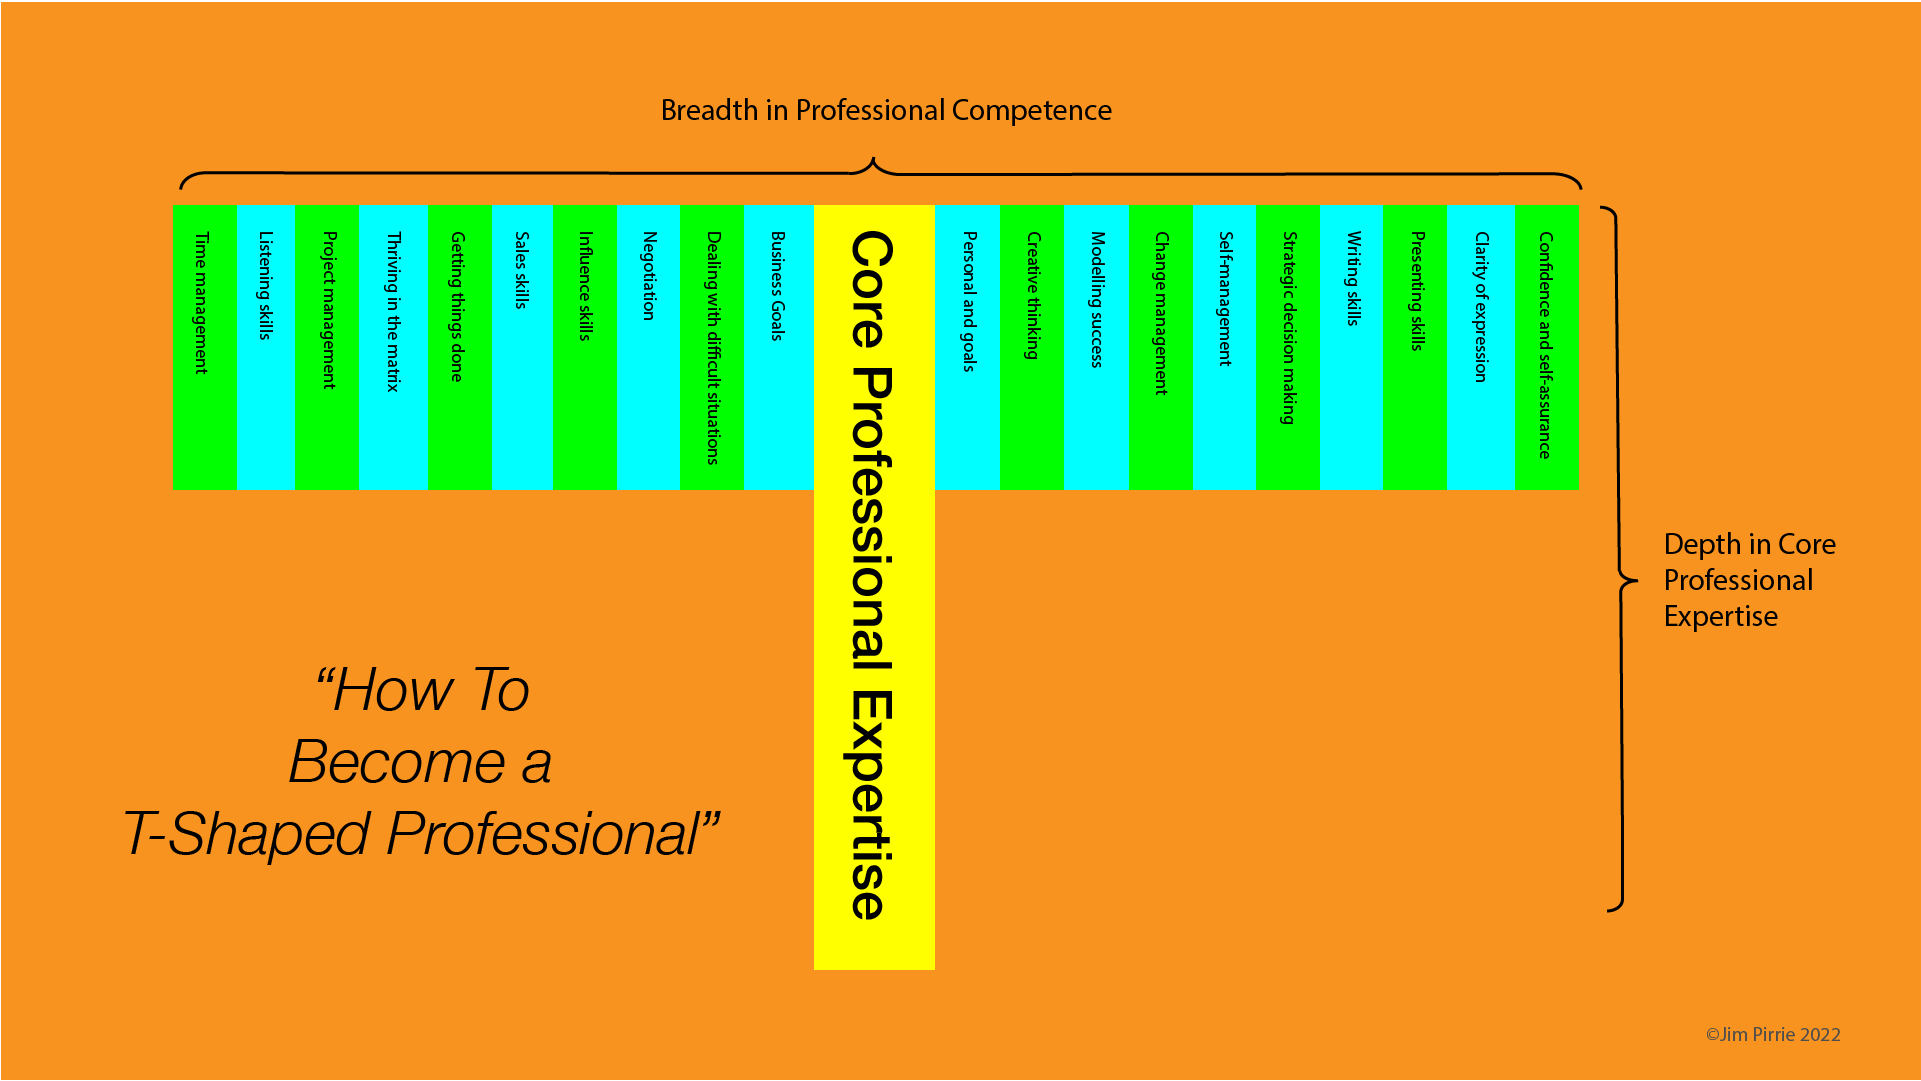 Breadth in Professional Competence
Time management
Listening skills
Project management
Thriving in the matrix
Getting things done
Sales skills
Influence skills
Negotiation
Dealing with difficult situations
Business Goals
Core Professional Expertise
Personal and goals
Creative thinking
Modelling success
Change management
Self-management
Strategic decision making
Writing skills
Presenting skills
Clarity of expression
Confidence and self-assurance
Depth in Core
Professional
Expertise
“How To
Become a
T-Shaped Professional”
©Jim Pirrie 2022